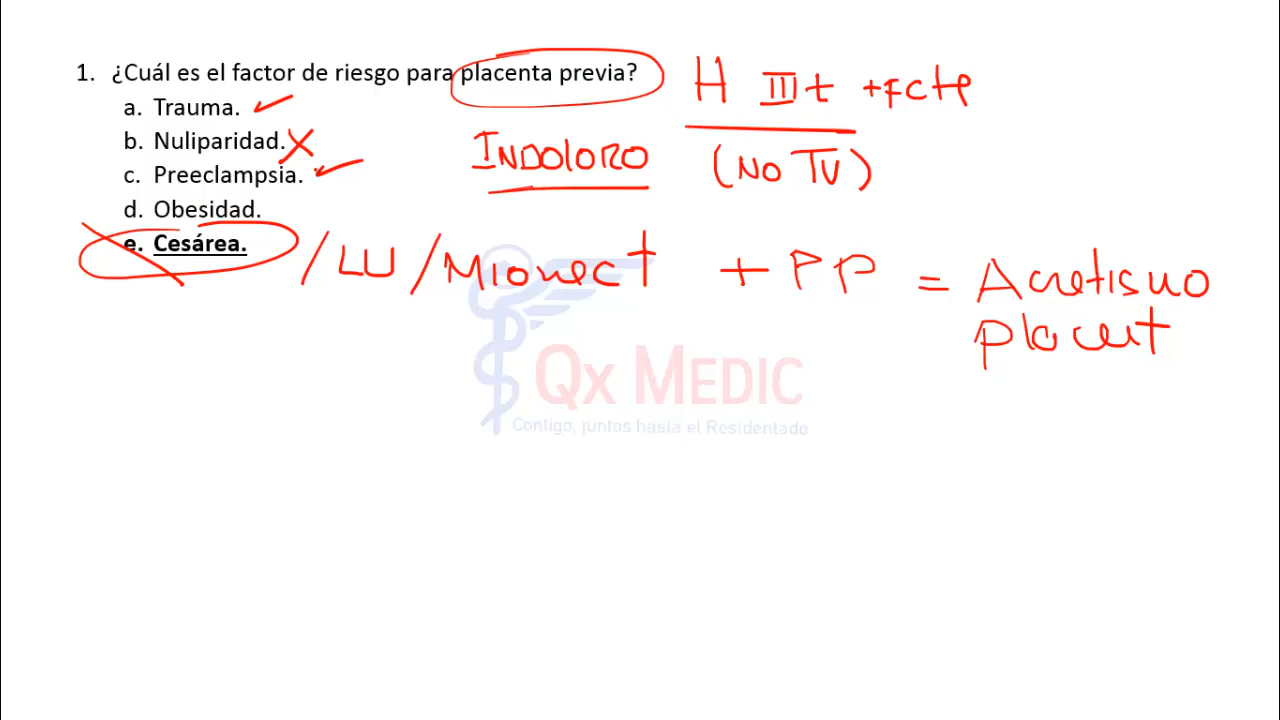 1. ¿Cuál es el factor de riesgo para placenta previa?
H IIIt +Fcte
a. Trauma.
b. Nuliparidad.
INDOLORO (NO TV)
c. Preeclampsia.
d. Obesidad.
e. Cesárea. / LU / Mionect + PP = Acretismo
placent
Qx MEDIC
Contigo, juntos hasta el Residentado